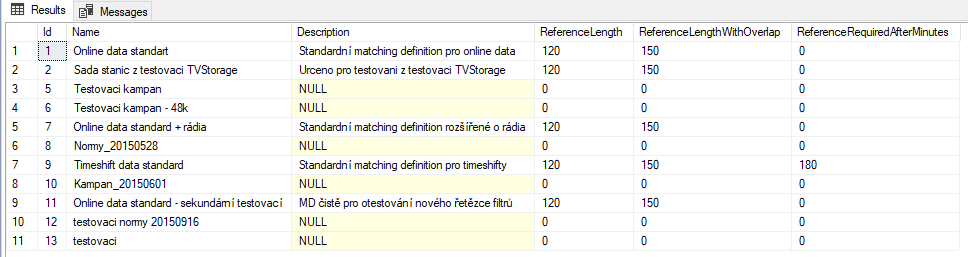 Results Messages
Id Name Description ReferenceLength ReferenceLengthWithOverlap ReferenceRequiredAfterMinutes
1 1 Online data standart Standardní matching definition pro online data 120 150 0
2 2 Sada stanic z testovaci TVStorage Urceno pro testovani z testovaci TVStorage 120 150 0
3 5 Testovaci kampan NULL 0 0 0
4 6 Testovaci kampan - 48k NULL 0 0 0
5 7 Online data standard + rádia Standardní matching definition rozšířené o rádia 120 150 0
6 8 Normy_20150528 NULL 0 0 0
7 9 Timeshift data standard Standardní matching definition pro timeshifty 120 150 180
8 10 Kampan_20150601 NULL 0 0 0
9 11 Online data standard - sekundární testovací MD čistě pro otestování nového řetězce filtrů 120 150 0
10 12 testovaci normy 20150916 NULL 0 0 0
11 13 testovaci NULL 0 0 0